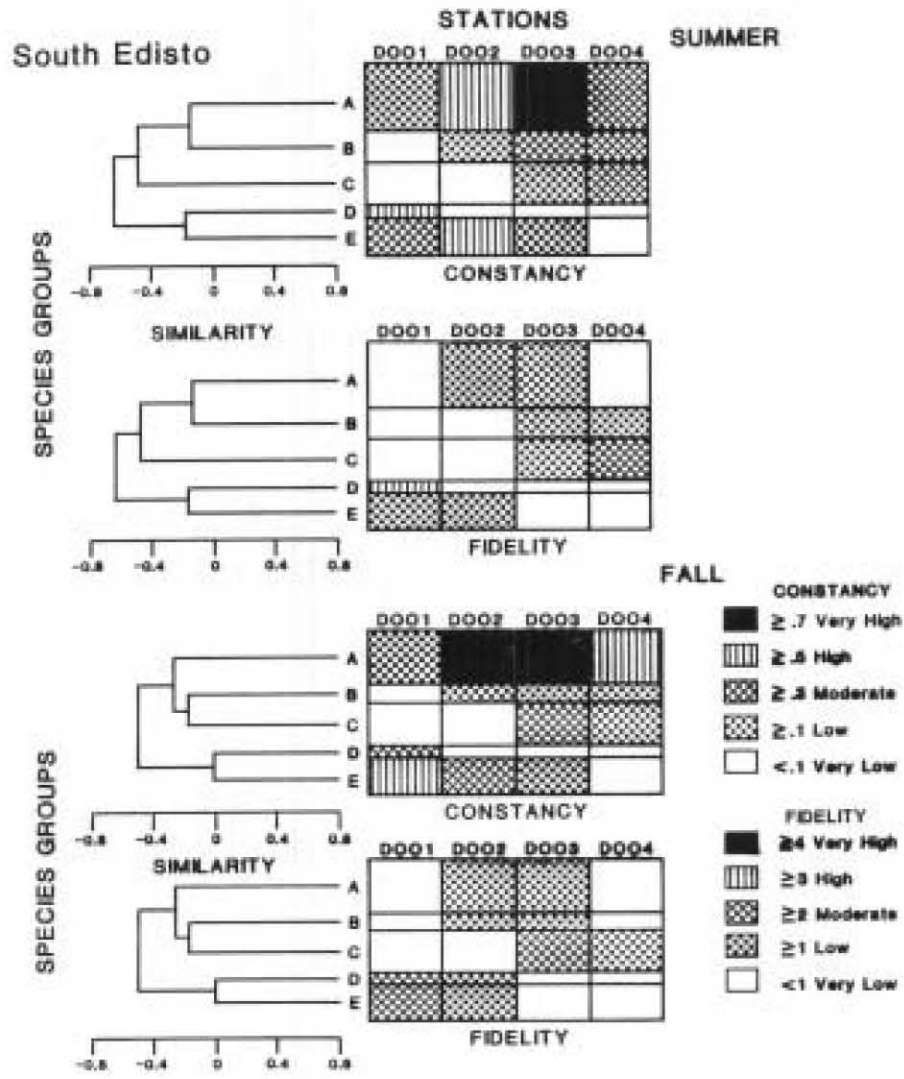 STATIONS
South Edisto
SUMMER
DOO1 DOO2 DOO3 DOO4
A
B
C
D
E
CONSTANCY
-0.8 -0.4 0 0.4 0.8
SIMILARITY
SPECIES GROUPS
DOO1 DOO2 DOO3 DOO4
A
B
C
D
E
FIDELITY
-0.8 -0.4 0 0.4 0.8
FALL
DOO1 DOO2 DOO3 DOO4
A
B
C
D
E
CONSTANCY
-0.8 -0.4 0 0.4 0.8
SIMILARITY
SPECIES GROUPS
DOO1 DOO2 DOO3 DOO4
A
B
C
D
E
FIDELITY
-0.8 -0.4 0 0.4 0.8
CONSTANCY
≥ .7 Very High
≥ .5 High
≥ .3 Moderate
≥ .1 Low
<.1 Very Low
FIDELITY
≥4 Very High
≥3 High
≥2 Moderate
≥1 Low
<1 Very Low